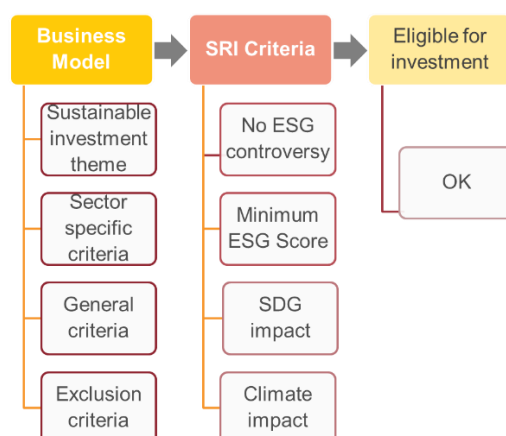 Business
Model
Sustainable
investment
theme
Sector
specific
criteria
General
criteria
Exclusion
criteria
SRI Criteria
No ESG
controversy
Minimum
ESG Score
SDG
impact
Climate
impact
Eligible for
investment
OK